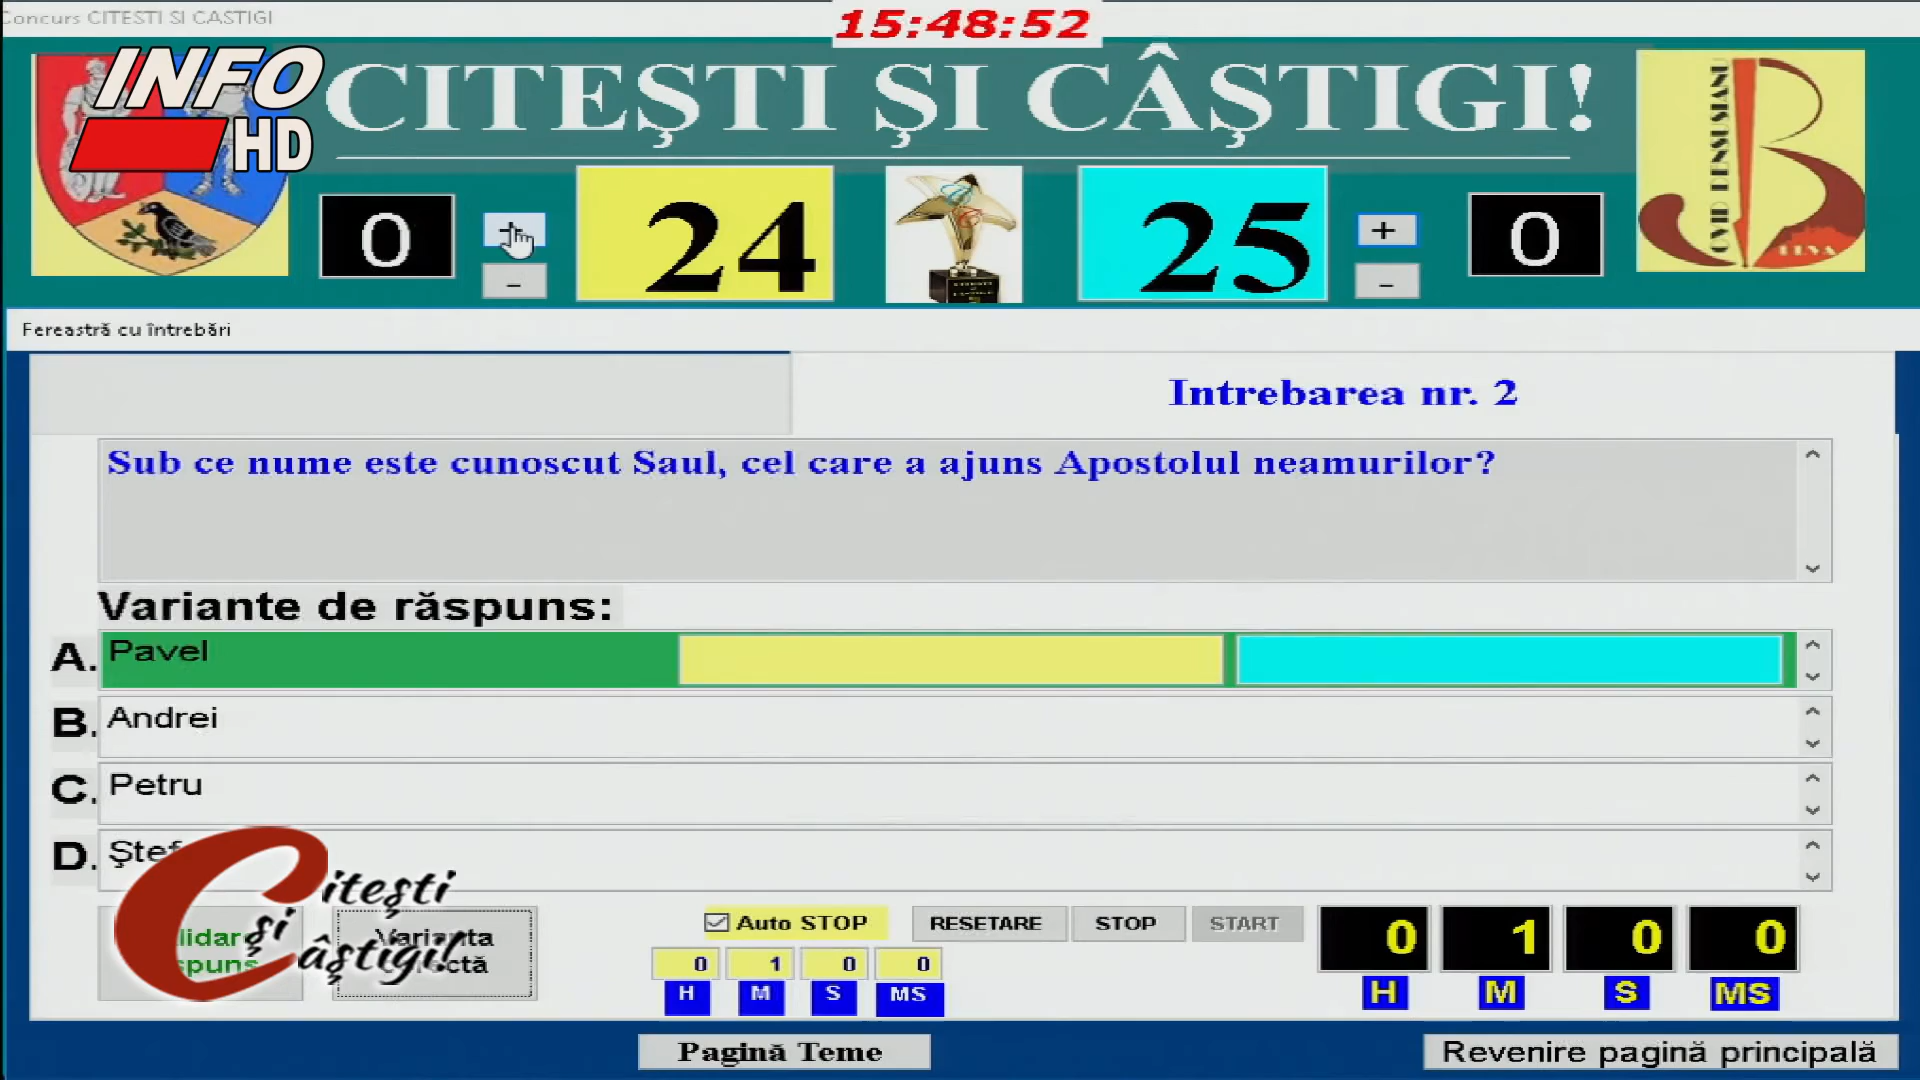 Concurs CITESTI SI CASTIGI
15:48:52
INFO
HD
CITEŞTI ŞI CÂŞTIGI!
OVID DENSUSIANU
0
+
-
24
25
+
-
0
Fereastră cu întrebări
Intrebarea nr. 2
Sub ce nume este cunoscut Saul, cel care a ajuns Apostolul neamurilor?
Variante de răspuns:
A. Pavel
B. Andrei
C. Petru
D.
Citeşti
şi
Câştigi!
Varianta
Auto STOP
RESETARE
STOP
START
0 1 0 0
H M S MS
0 1 0 0
H M S MS
Pagină Teme
Revenire pagină principală